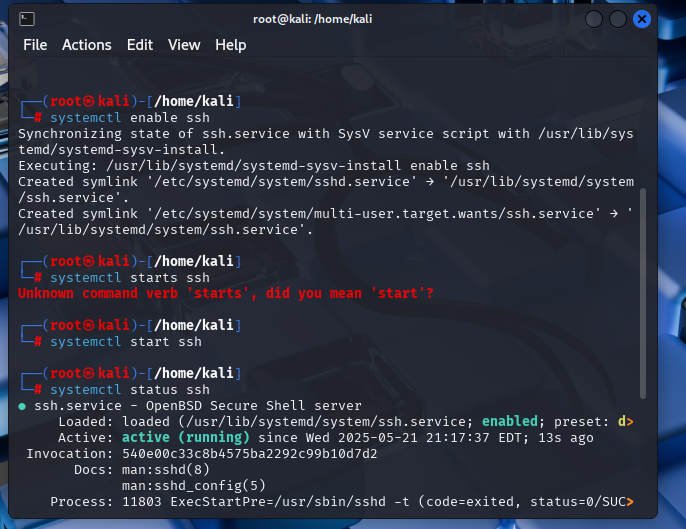 root@kali: /home/kali
File Actions Edit View Help
┌──(root㉿kali)-[/home/kali]
└─# systemctl enable ssh
Synchronizing state of ssh.service with SysV service script with /usr/lib/sys
temd/systemd-sysv-install.
Executing: /usr/lib/systemd/systemd-sysv-install enable ssh
Created symlink '/etc/systemd/system/sshd.service' → '/usr/lib/systemd/system
/ssh.service'.
Created symlink '/etc/systemd/system/multi-user.target.wants/ssh.service' → '
/usr/lib/systemd/system/ssh.service'.
┌──(root㉿kali)-[/home/kali]
└─# systemctl starts ssh
Unknown command verb 'starts', did you mean 'start'?
┌──(root㉿kali)-[/home/kali]
└─# systemctl start ssh
┌──(root㉿kali)-[/home/kali]
└─# systemctl status ssh
● ssh.service - OpenBSD Secure Shell server
Loaded: loaded (/usr/lib/systemd/system/ssh.service; enabled; preset: d>
Active: active (running) since Wed 2025-05-21 21:17:37 EDT; 13s ago
Invocation: 540e00c33c8b4575ba2292c99b10d7d2
Docs: man:sshd(8)
man:sshd_config(5)
Process: 11803 ExecStartPre=/usr/sbin/sshd -t (code=exited, status=0/SUC>